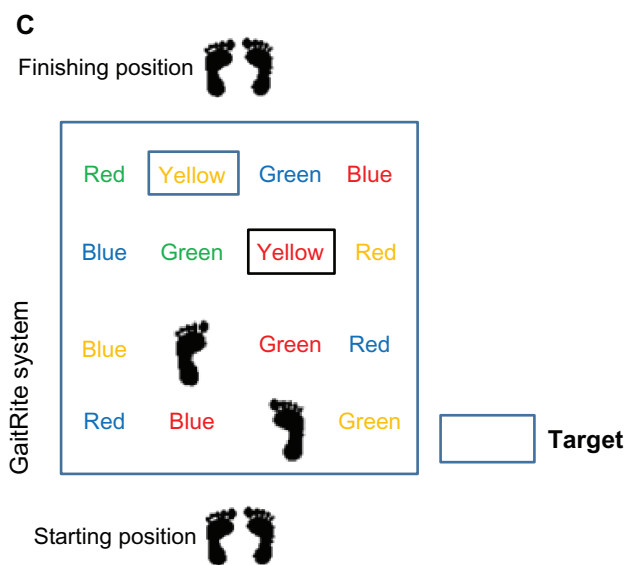 C
Finishing position
Red Yellow Green Blue
Blue Green Yellow Red
Blue Green Red
Red Blue Green
GaitRite system
Target
Starting position